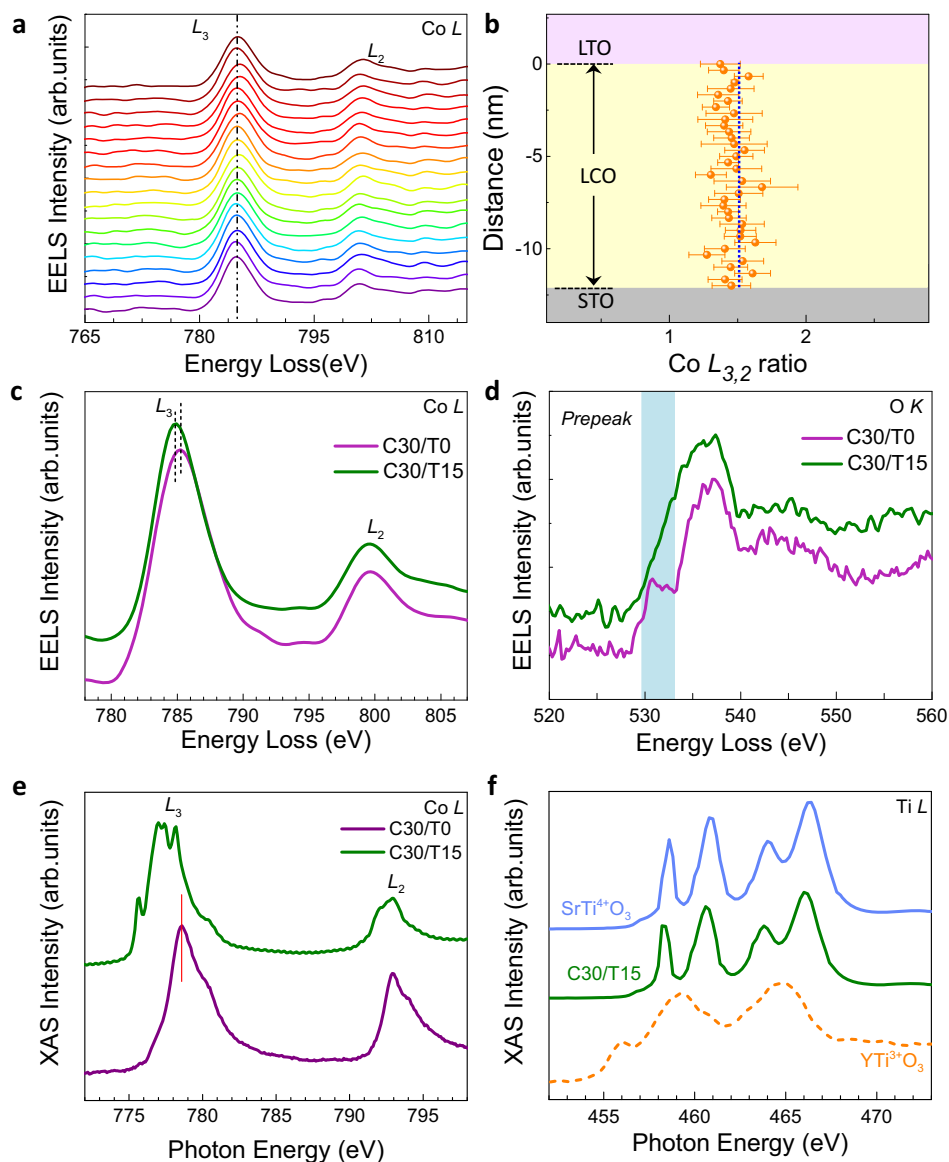 a
L3
L2
Co L
EELS Intensity (arb.units)
765 780 795 810
Energy Loss(eV)
b
LTO
LCO
STO
Distance (nm)
0
-5
-10
1 2
Co L3,2 ratio
c
L3
Co L
C30/T0
C30/T15
L2
EELS Intensity (arb.units)
780 785 790 795 800 805
Energy Loss (eV)
d
Prepeak
O K
C30/T0
C30/T15
EELS Intensity (arb.units)
520 530 540 550 560
Energy Loss (eV)
e
L3
Co L
C30/T0
C30/T15
L2
XAS Intensity (arb.units)
775 780 785 790 795
Photon Energy (eV)
f
Ti L
SrTi4+O3
C30/T15
YTi3+O3
XAS Intensity (arb.units)
455 460 465 470
Photon Energy (eV)